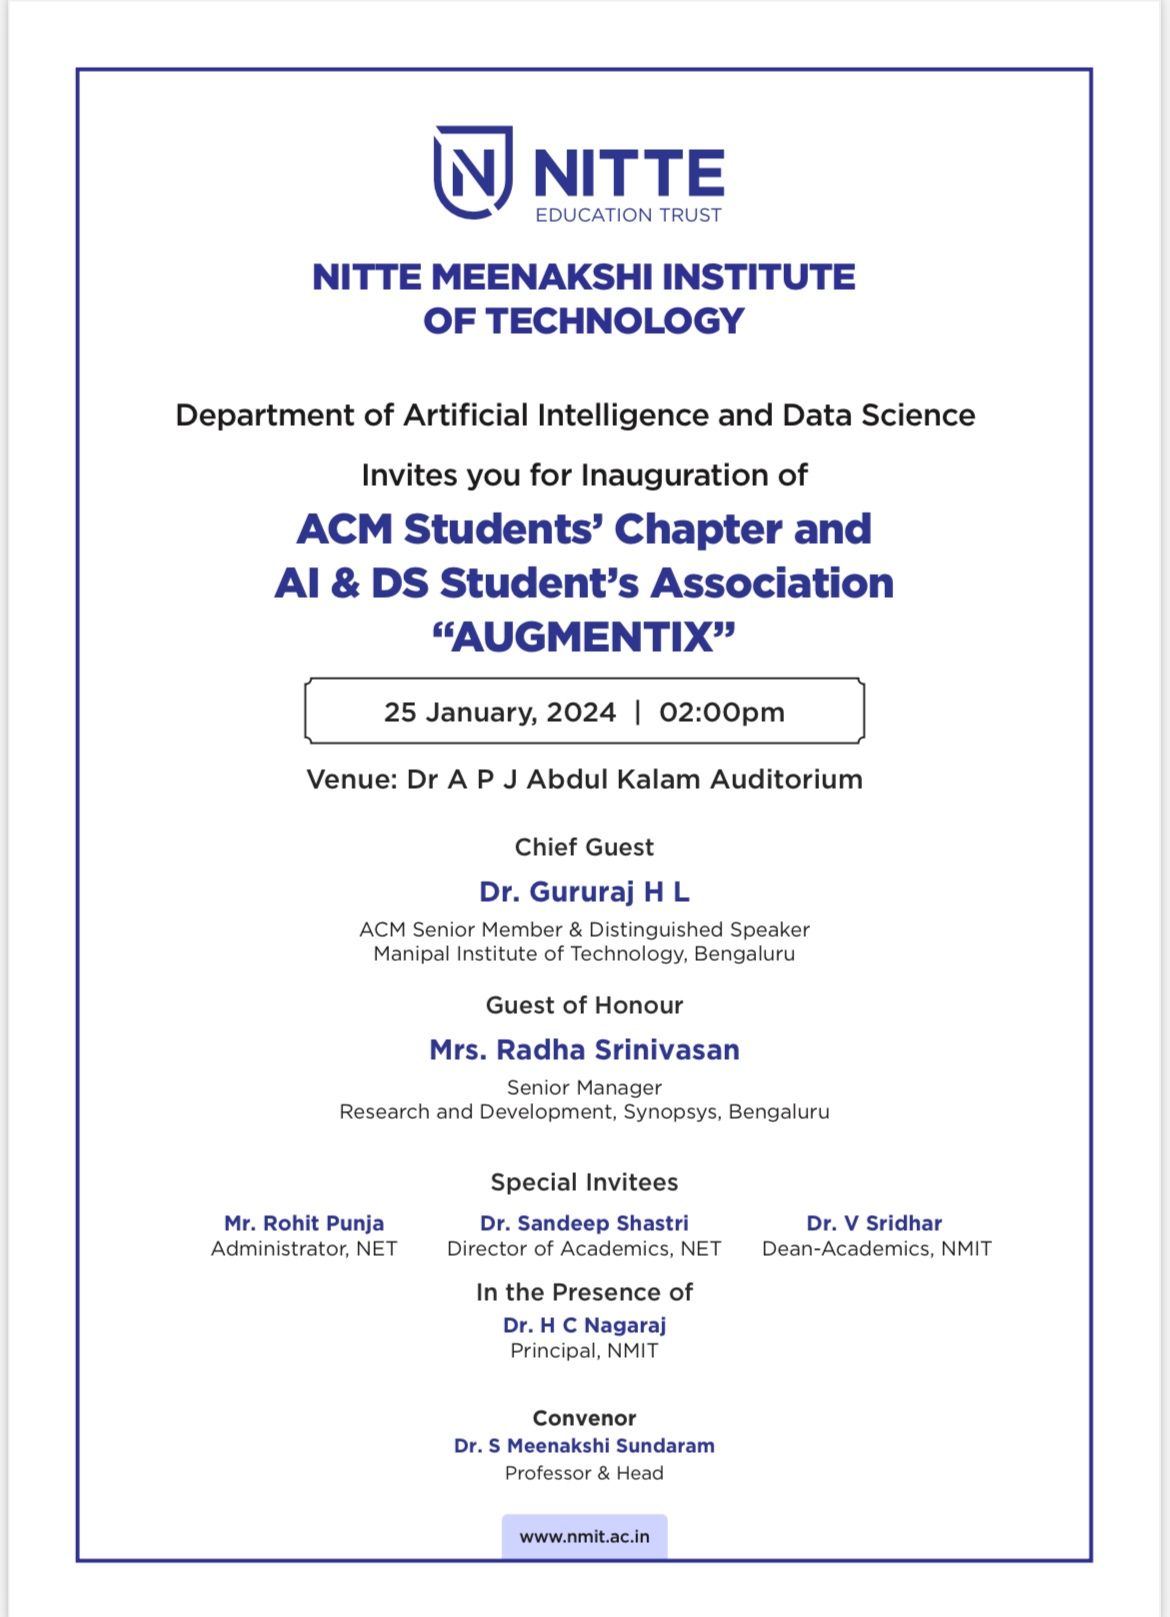 N NITTE
EDUCATION TRUST
NITTE MEENAKSHI INSTITUTE
OF TECHNOLOGY
Department of Artificial Intelligence and Data Science
Invites you for Inauguration of
ACM Students’ Chapter and
AI & DS Student’s Association
“AUGMENTIX”
25 January, 2024 | 02:00pm
Venue: Dr A P J Abdul Kalam Auditorium
Chief Guest
Dr. Gururaj H L
ACM Senior Member & Distinguished Speaker
Manipal Institute of Technology, Bengaluru
Guest of Honour
Mrs. Radha Srinivasan
Senior Manager
Research and Development, Synopsys, Bengaluru
Special Invitees
Mr. Rohit Punja Dr. Sandeep Shastri Dr. V Sridhar
Administrator, NET Director of Academics, NET Dean-Academics, NMIT
In the Presence of
Dr. H C Nagaraj
Principal, NMIT
Convenor
Dr. S Meenakshi Sundaram
Professor & Head
www.nmit.ac.in